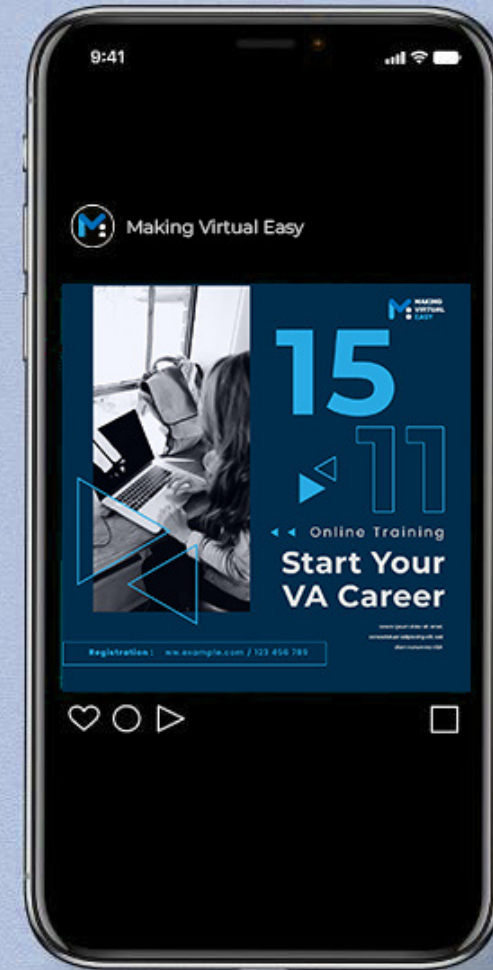 9:41
Making Virtual Easy
MAKING
VIRTUAL
EASY
15
11
Online Training
Start Your
VA Career
Registration : ww.example.com / 123 456 789